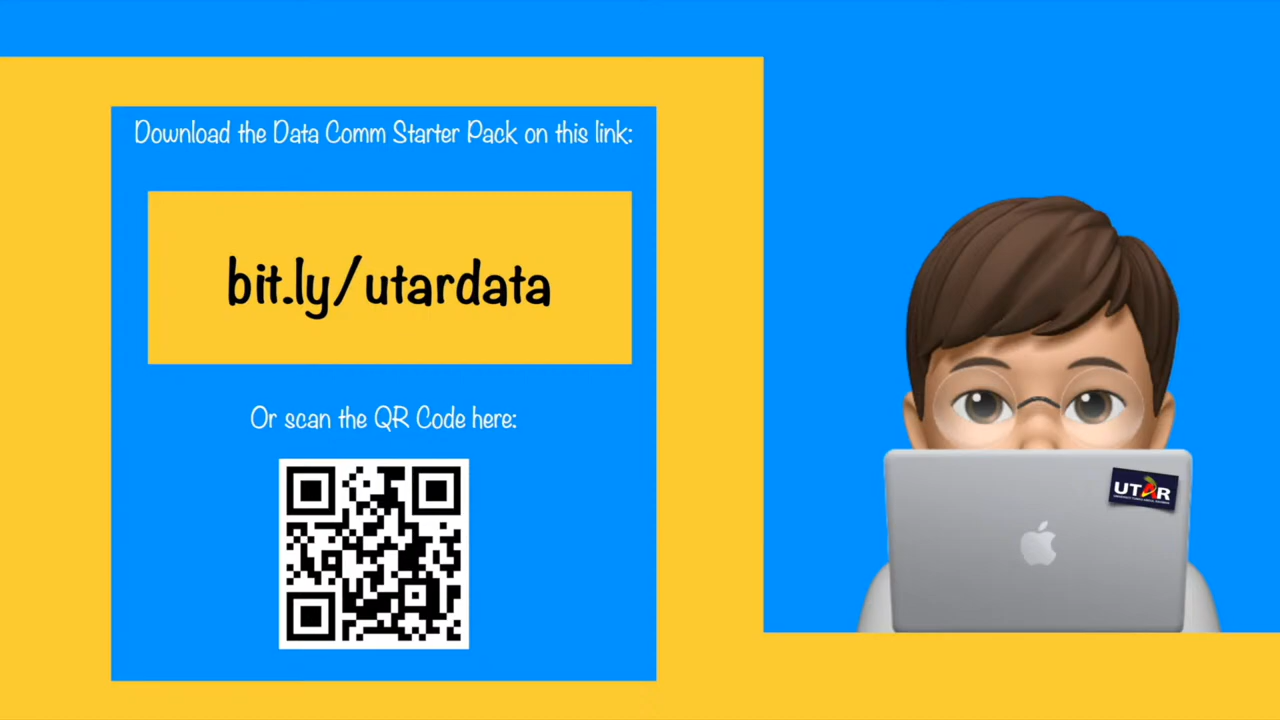 Download the Data Comm Starter Pack on this link:
bit.ly/utardata
Or scan the QR Code here:
UTAR